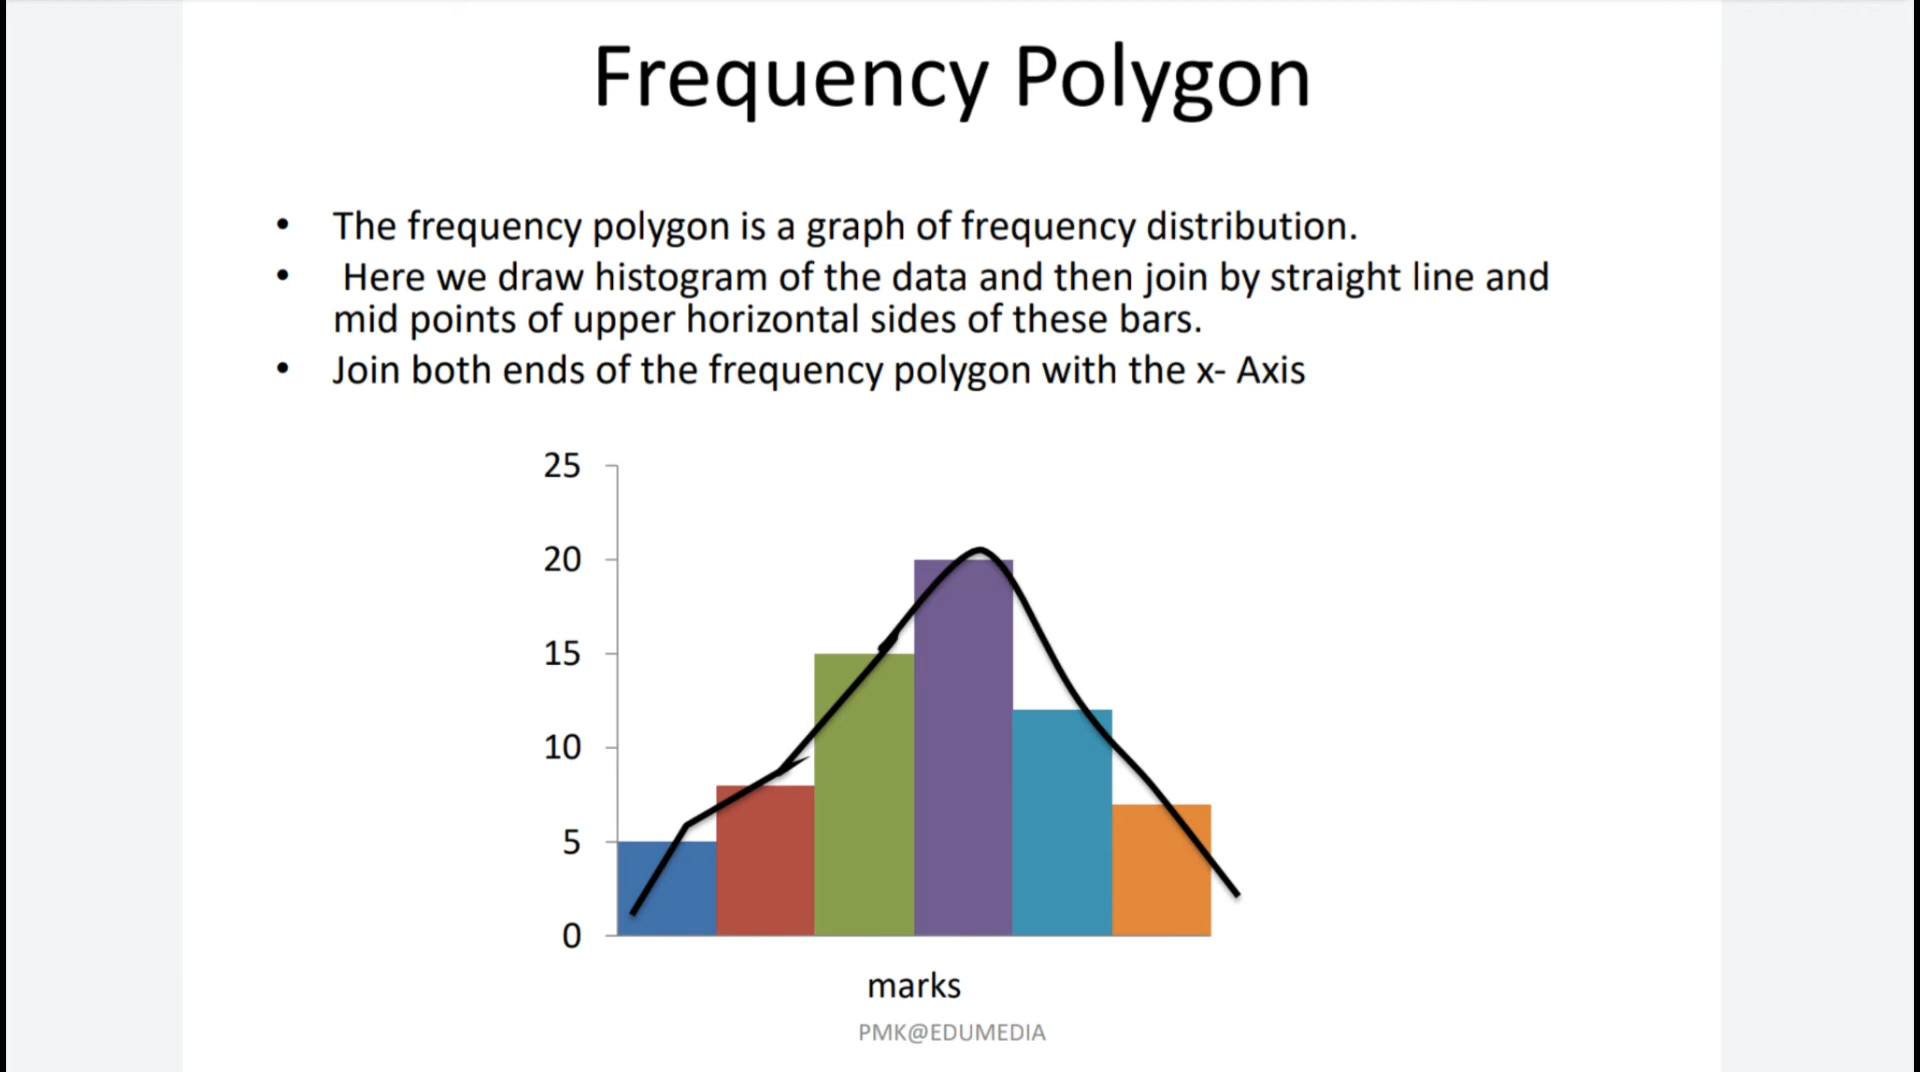 Frequency Polygon
• The frequency polygon is a graph of frequency distribution.
• Here we draw histogram of the data and then join by straight line and
mid points of upper horizontal sides of these bars.
• Join both ends of the frequency polygon with the x- Axis
25
20
15
10
5
0
marks
PMK@EDUMEDIA